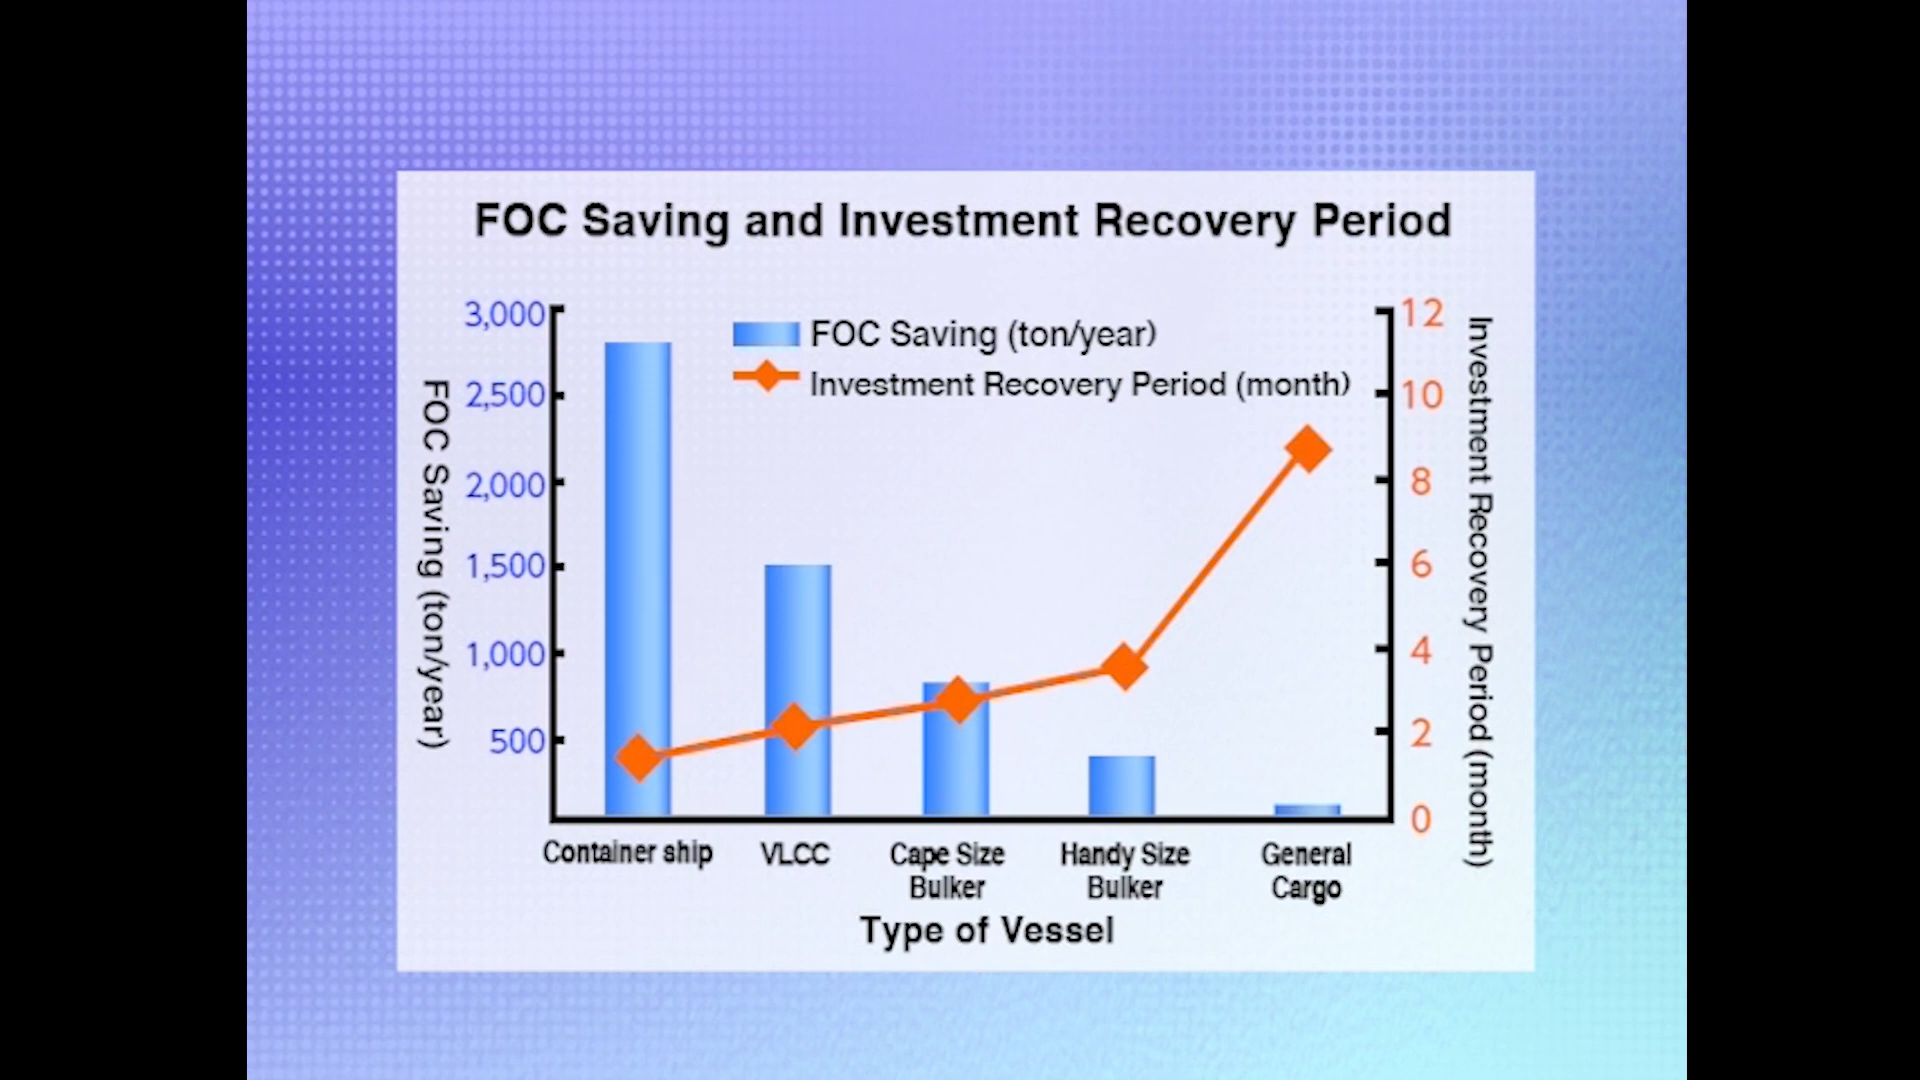 FOC Saving and Investment Recovery Period
FOC Saving (ton/year)
3,000
2,500
2,000
1,500
1,000
500
FOC Saving (ton/year)
Investment Recovery Period (month)
12
10
8
6
4
2
0
Investment Recovery Period (month)
Container ship
VLCC
Cape Size
Bulker
Handy Size
Bulker
General
Cargo
Type of Vessel